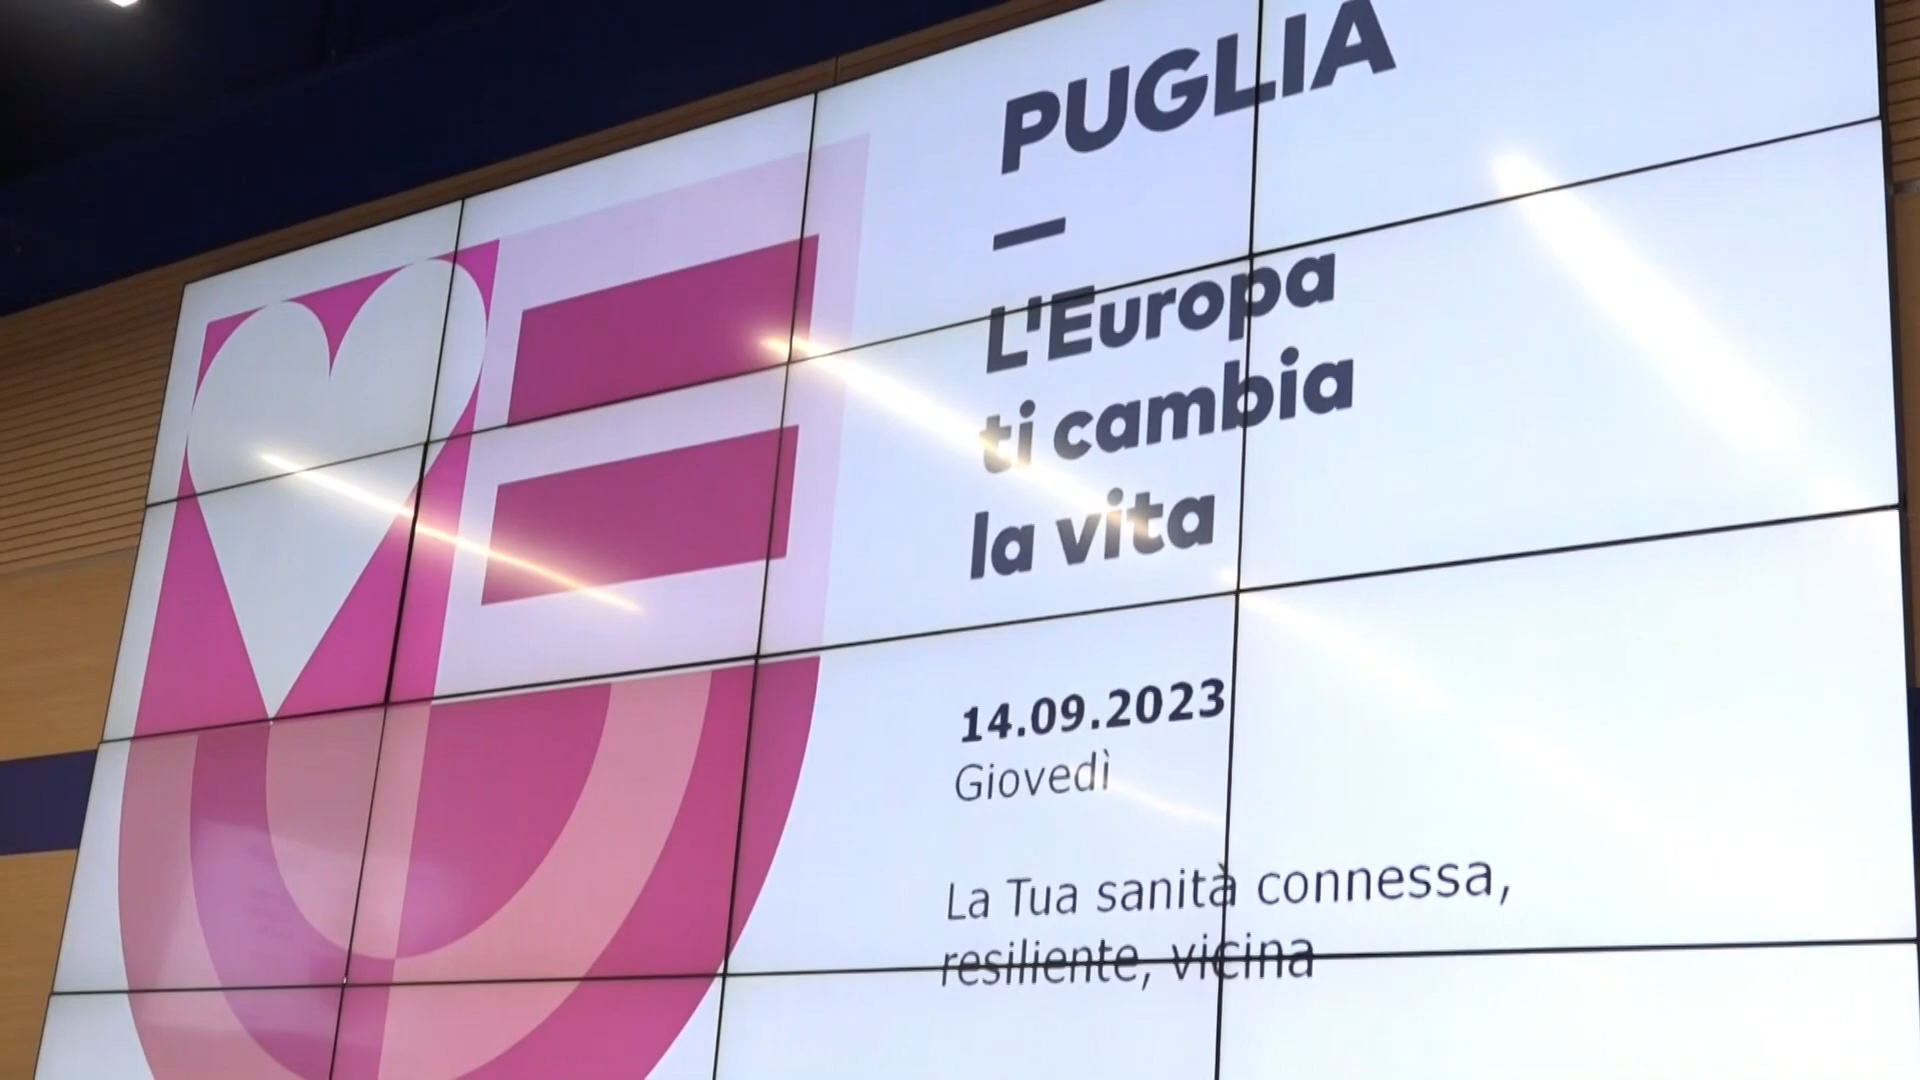 PUGLIA
—
L'Europa
ti cambia
la vita
14.09.2023
Giovedì
La Tua sanità connessa,
resiliente, vicina